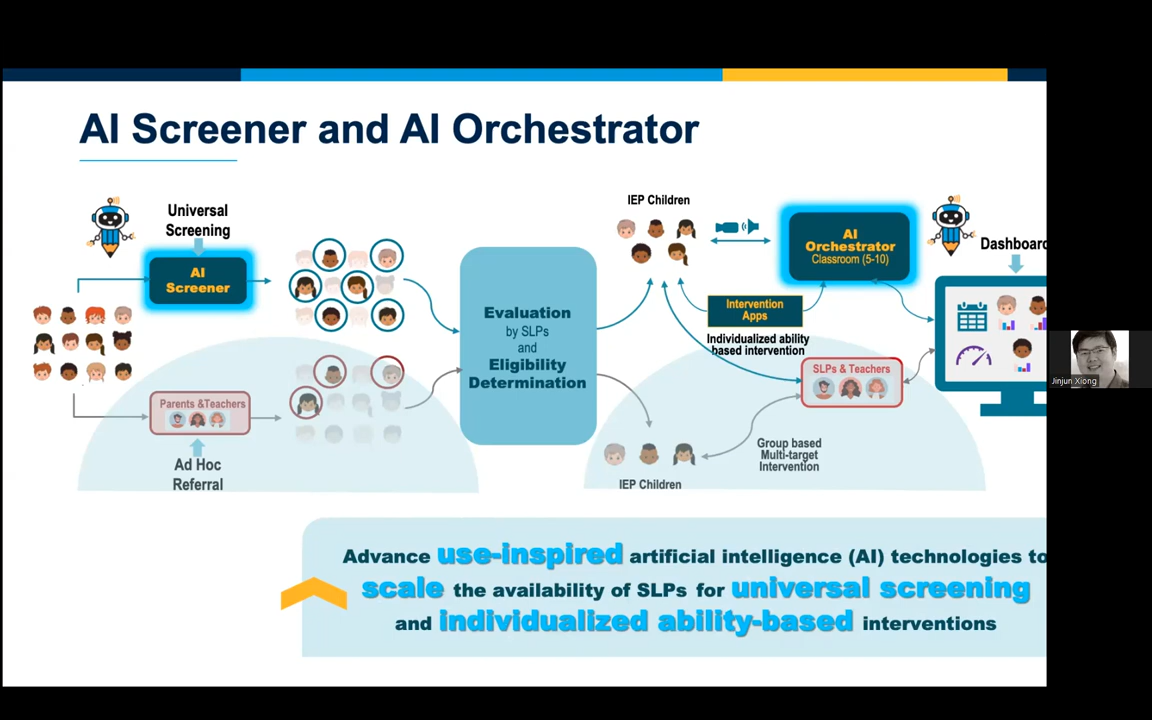 AI Screener and AI Orchestrator
Universal
Screening
AI
Screener
Parents &Teachers
Ad Hoc
Referral
Evaluation
by SLPs
and
Eligibility
Determination
IEP Children
AI
Orchestrator
Classroom (5-10)
Intervention
Apps
Individualized ability
based intervention
SLPs & Teachers
Group based
Multi-target
Intervention
IEP Children
Dashboard
Jinjun Xiong
Advance use-inspired artificial intelligence (AI) technologies to
scale the availability of SLPs for universal screening
and individualized ability-based interventions